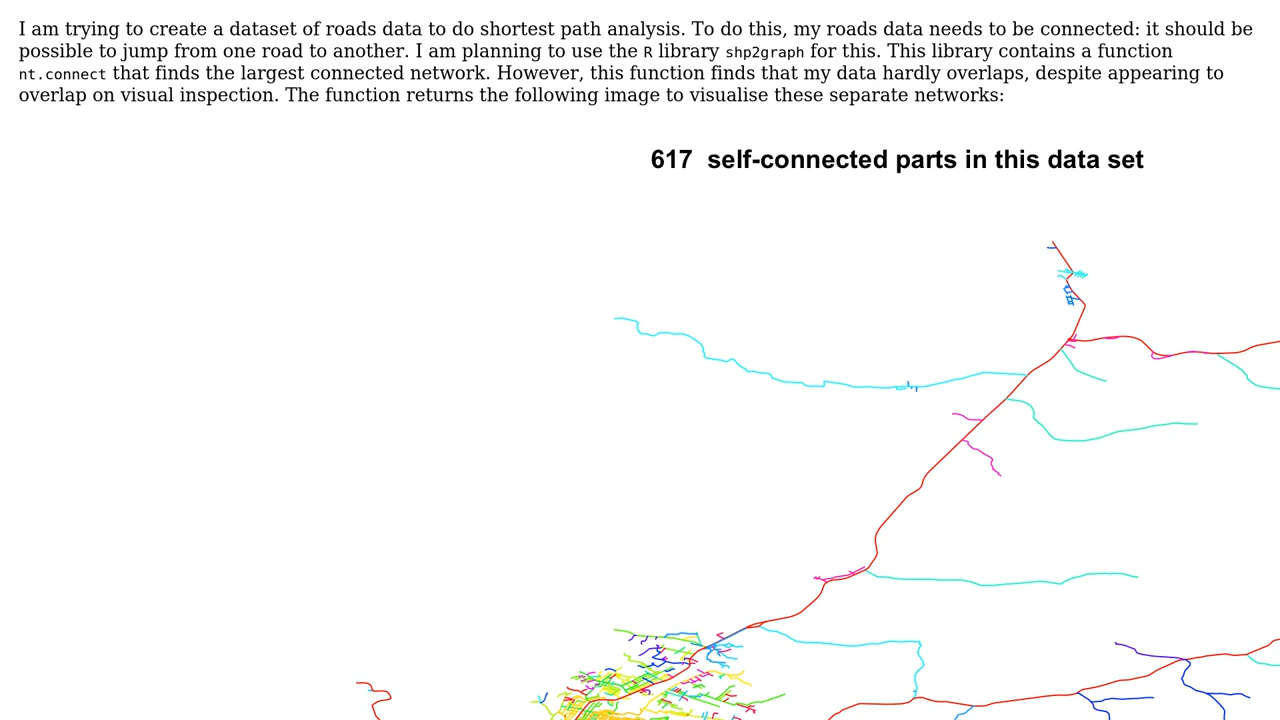 I am trying to create a dataset of roads data to do shortest path analysis. To do this, my roads data needs to be connected: it should be
possible to jump from one road to another. I am planning to use the R library shp2graph for this. This library contains a function
nt.connect that finds the largest connected network. However, this function finds that my data hardly overlaps, despite appearing to
overlap on visual inspection. The function returns the following image to visualise these separate networks:
617 self-connected parts in this data set